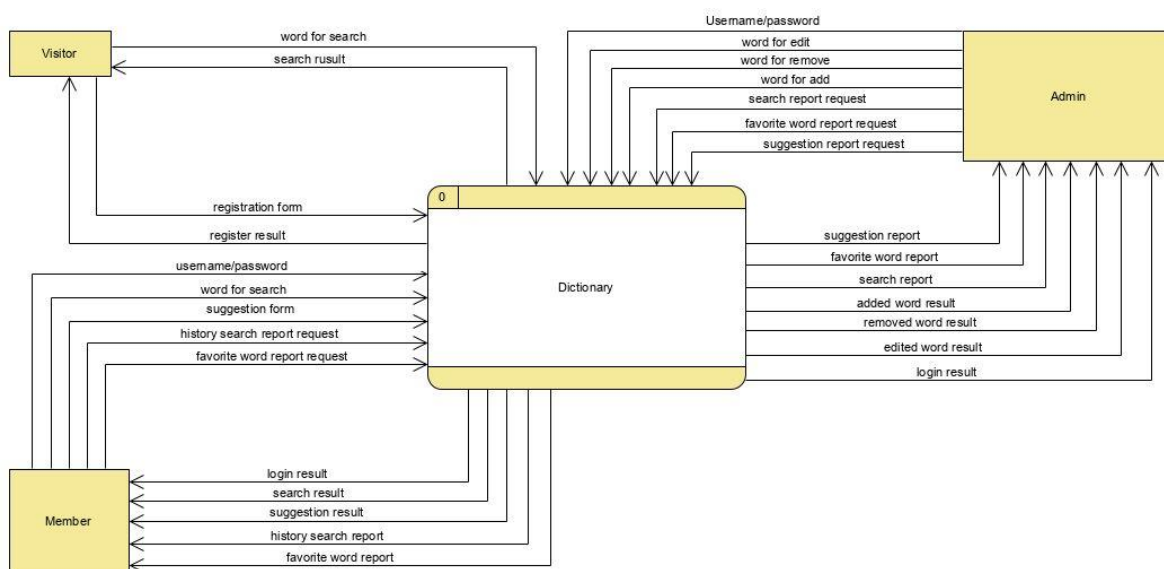 Visitor
word for search
search rusult
registration form
register result
Username/password
word for edit
word for remove
word for add
search report request
favorite word report request
suggestion report request
Admin
0
Dictionary
username/password
word for search
suggestion form
history search report request
favorite word report request
suggestion report
favorite word report
search report
added word result
removed word result
edited word result
login result
Member
login result
search result
suggestion result
history search report
favorite word report